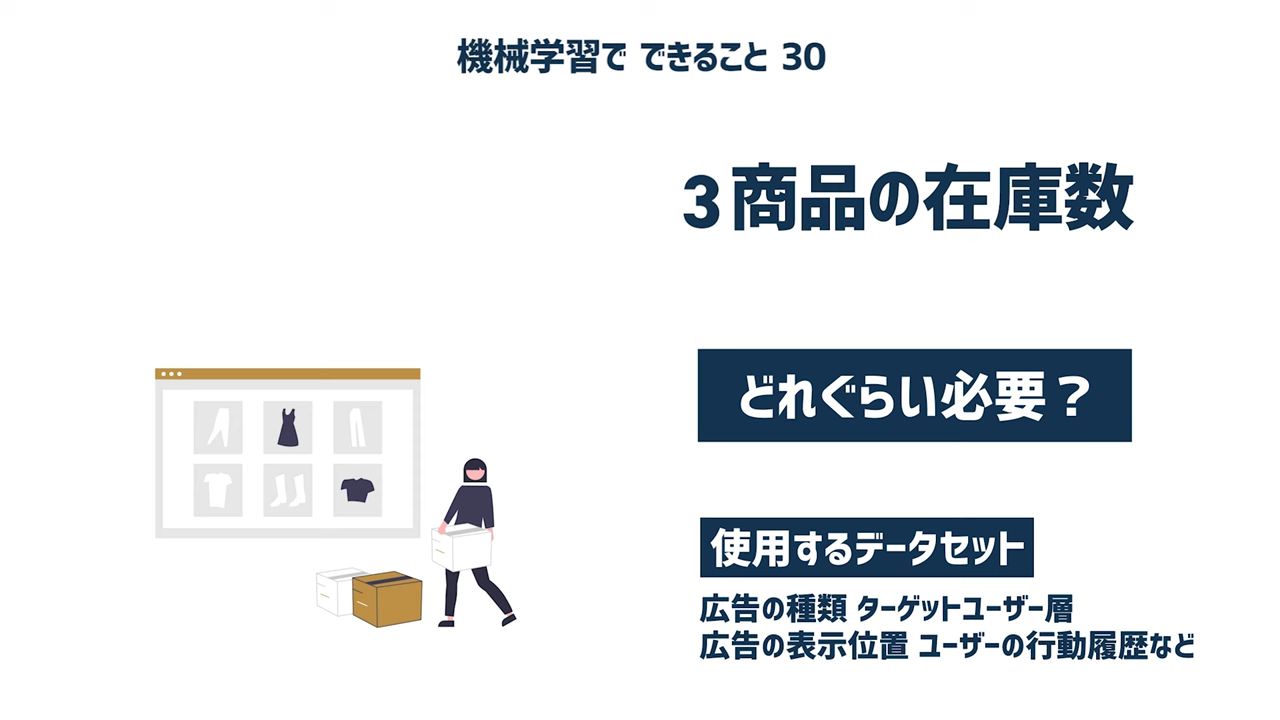 機械学習で できること 30
3 商品の在庫数
どれぐらい必要？
使用するデータセット
広告の種類 ターゲットユーザー層
広告の表示位置 ユーザーの行動履歴など